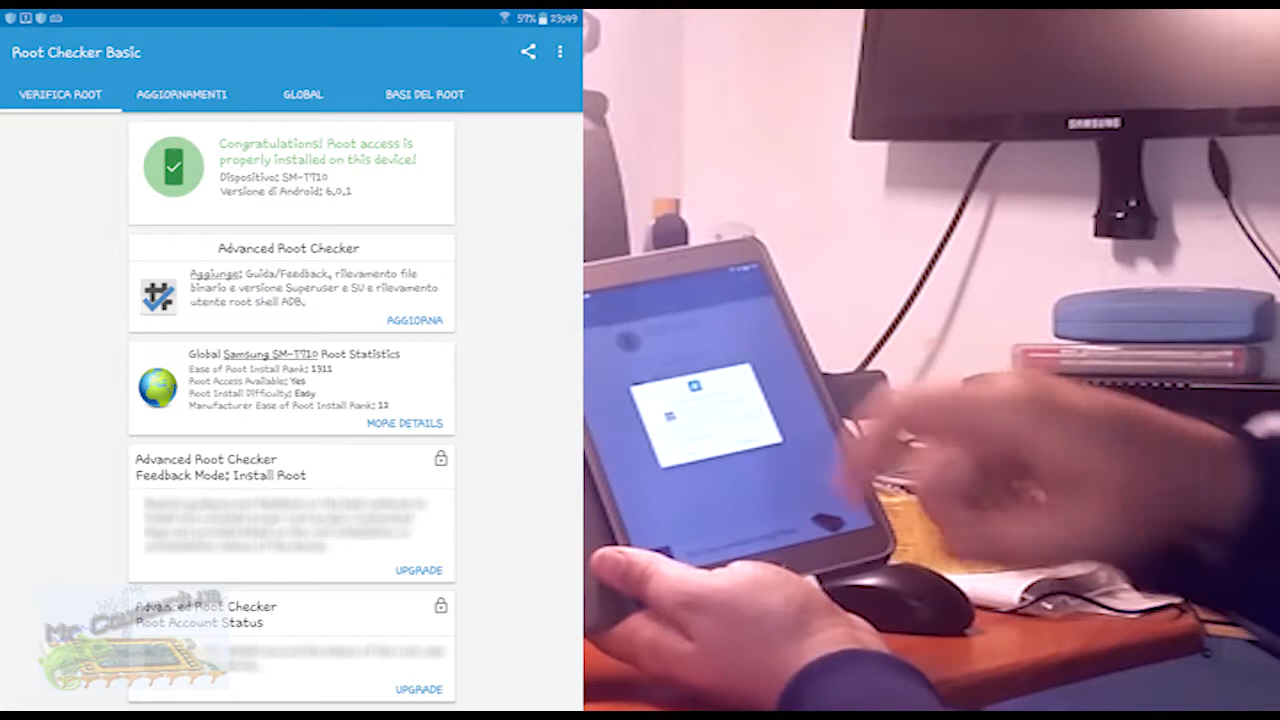 57% 23:49
Root Checker Basic
VERIFICA ROOT AGGIORNAMENTI GLOBAL BASI DEL ROOT
Congratulations! Root access is
properly installed on this device!
Dispositivo: SM-T710
Versione di Android: 6.0.1
Advanced Root Checker
Aggiunge: Guida/Feedback, rilevamento file
binario e versione Superuser e SU e rilevamento
utente root shell ADB.
AGGIORNA
Global Samsung SM-T710 Root Statistics
Ease of Root Install Rank: 1311
Root Access Available: Yes
Root Install Difficulty: Easy
Manufacturer Ease of Root Install Rank: 12
MORE DETAILS
Advanced Root Checker
Feedback Mode: Install Root
UPGRADE
Advanced Root Checker
Root Account Status
UPGRADE
SAMSUNG